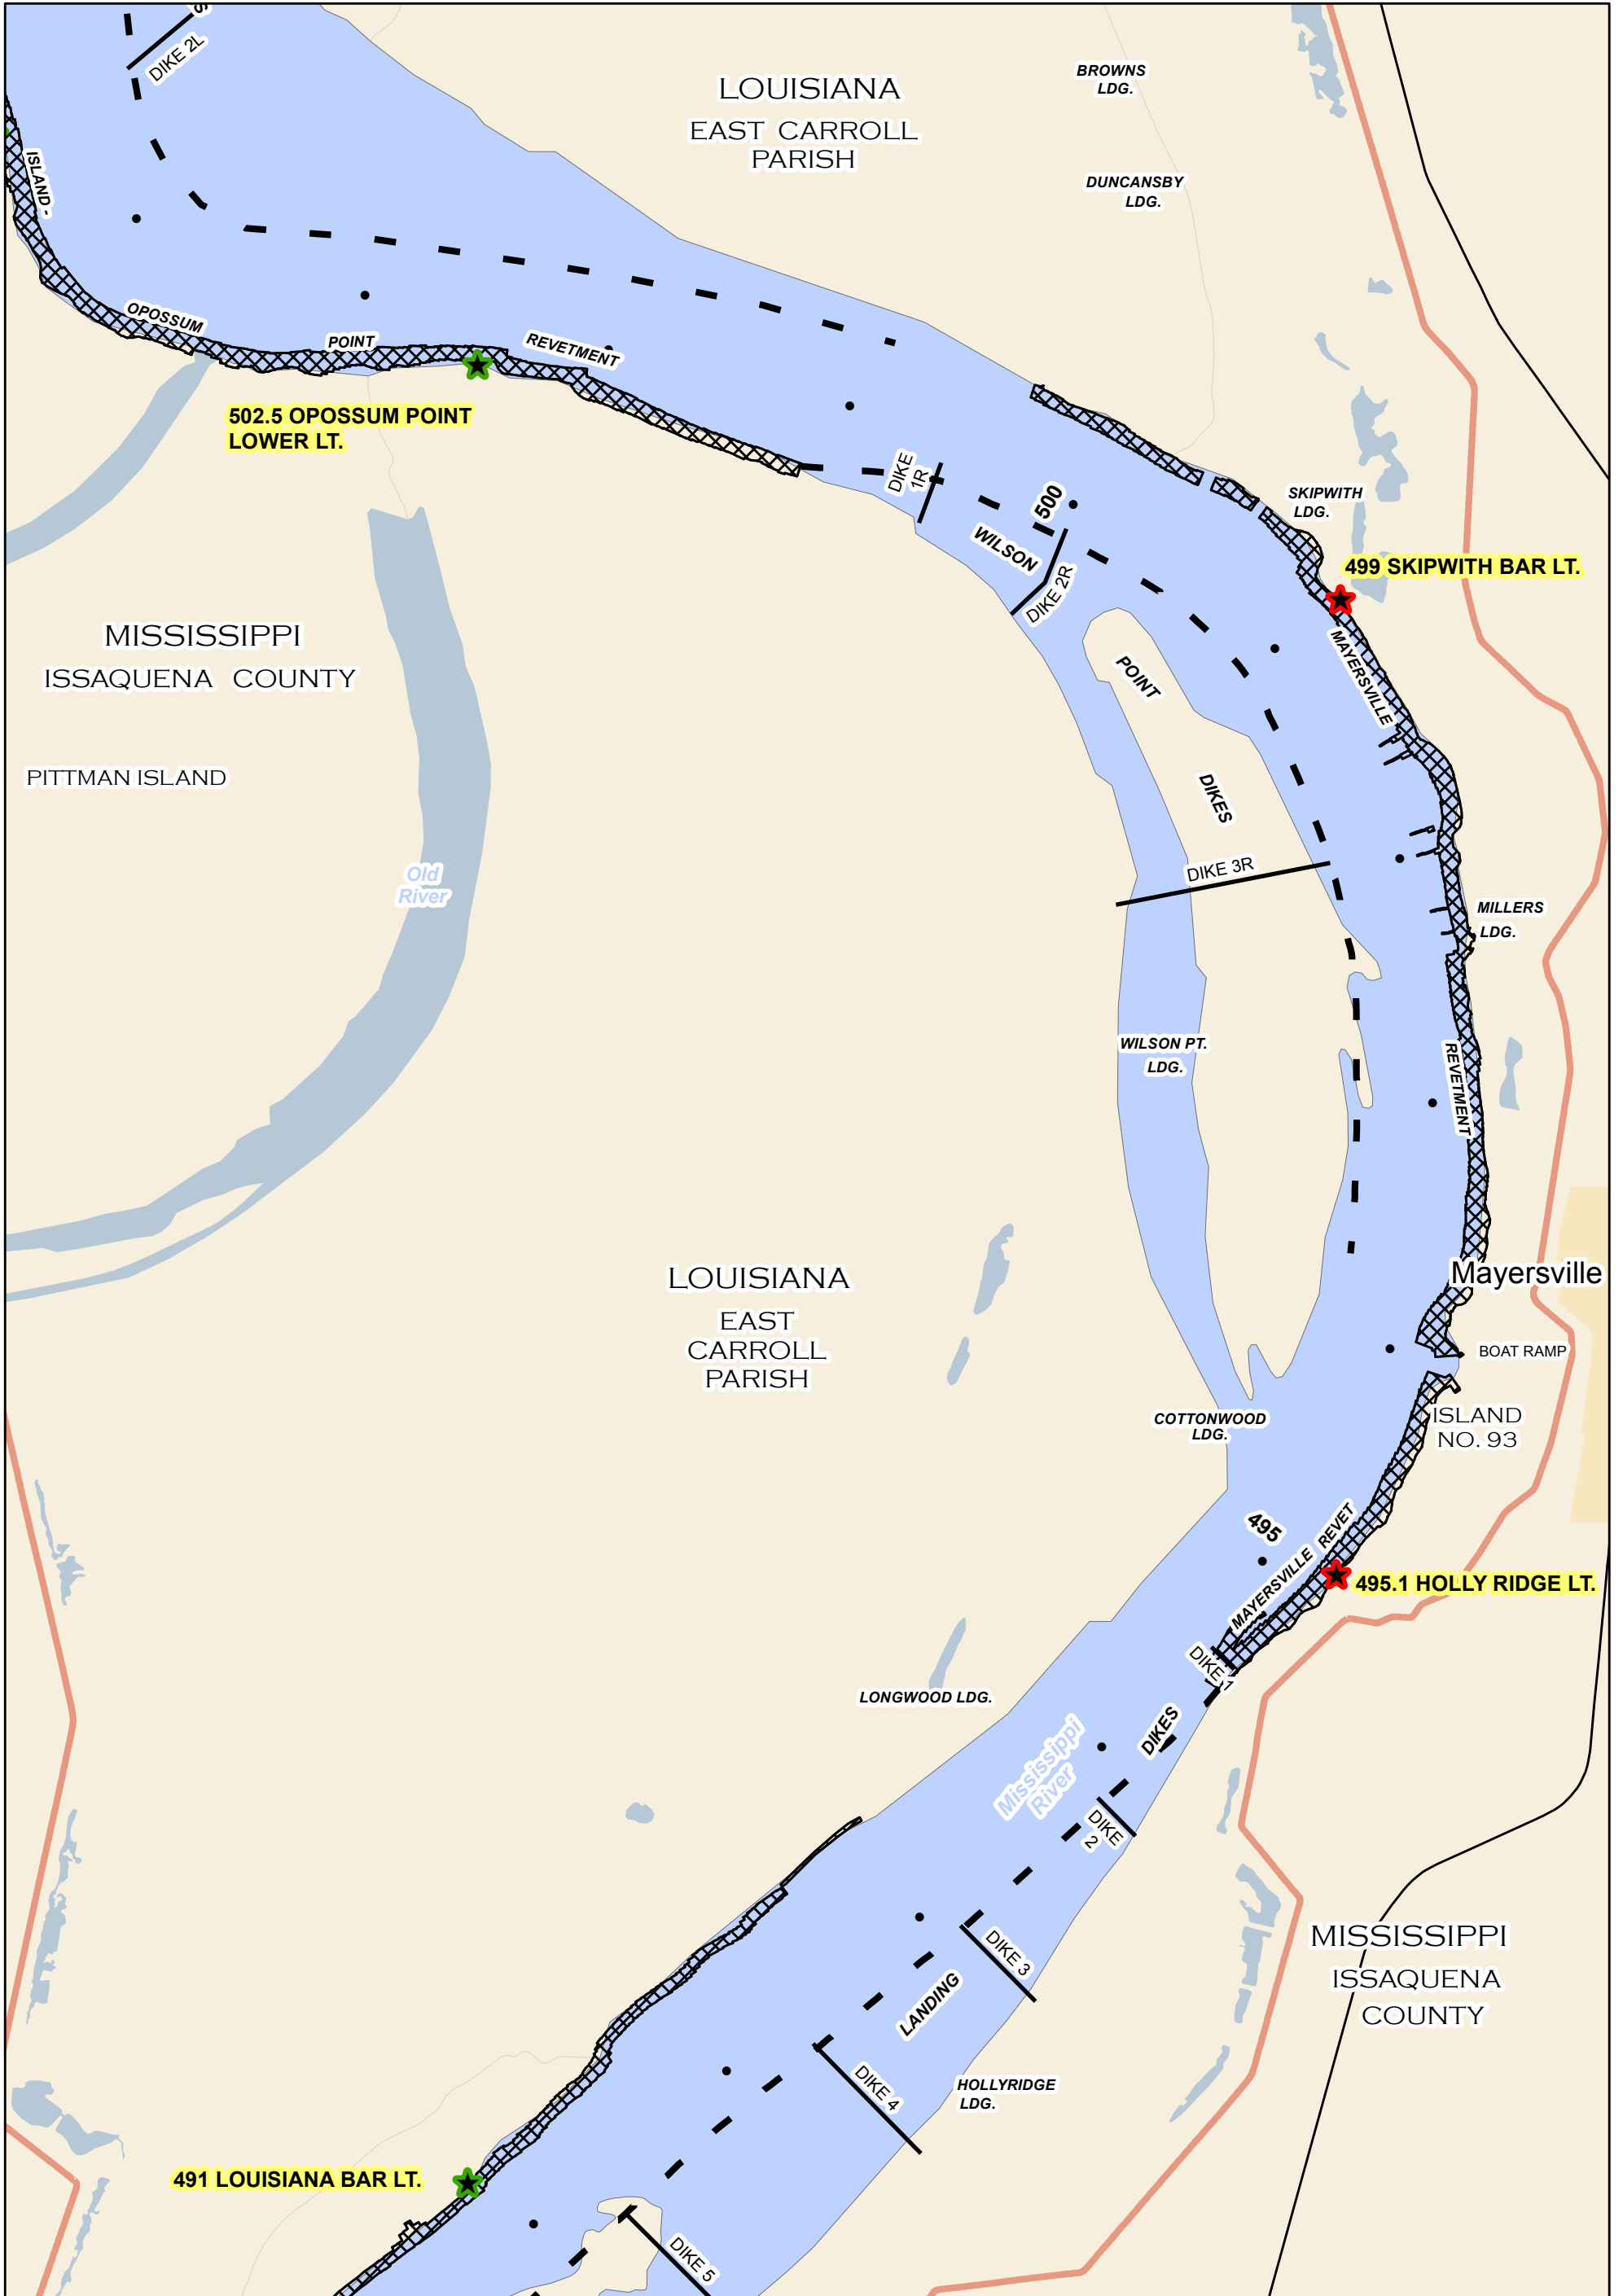 S
DIKE 2L
LOUISIANA
EAST CARROLL
PARISH
BROWNS
LDG.
DUNCANSBY
LDG.
ISLAND -
OPOSSUM
POINT
REVETMENT
502.5 OPOSSUM POINT
LOWER LT.
DIKE
1R
500
WILSON
DIKE 2R
SKIPWITH
LDG.
499 SKIPWITH BAR LT.
MISSISSIPPI
ISSAQUENA COUNTY
POINT
MAYERSVILLE
PITTMAN ISLAND
DIKES
Old
River
DIKE 3R
MILLERS
LDG.
WILSON PT.
LDG.
REVETMENT
LOUISIANA
EAST
CARROLL
PARISH
Mayersville
BOAT RAMP
COTTONWOOD
LDG.
ISLAND
NO. 93
495
MAYERSVILLE REVET
495.1 HOLLY RIDGE LT.
DIKE 1
LONGWOOD LDG.
DIKES
Mississippi
River
DIKE
2
MISSISSIPPI
ISSAQUENA
COUNTY
DIKE 3
LANDING
DIKE 4
HOLLYRIDGE
LDG.
491 LOUISIANA BAR LT.
DIKE 5